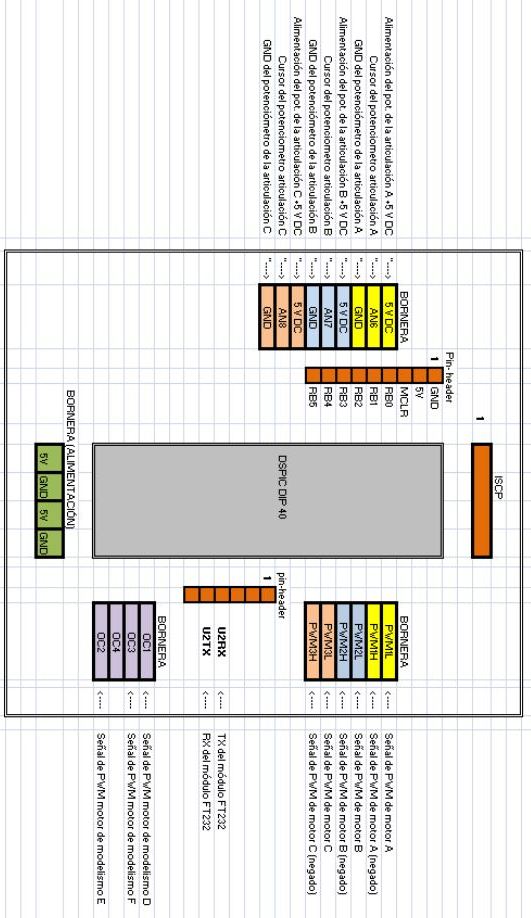 ISCP
1
Pin- header
1
GND
5V
MCLR
RB0
RB1
RB2
RB3
RB4
RB5
BORNERA
Alimentación del pot. de la articulación A +5 V DC "----> 5 V DC
Cursor del potenciometro articulación A "----> AN6
GND del potenciómetro de la articulación A "----> GND
Alimentación del pot. de la articulación B +5 V DC "----> 5 V DC
Cursor del potenciometro articulación B "----> AN7
GND del potenciómetro de la articulación B "----> GND
Alimentación del pot. de la articulación C +5 V DC "----> 5 V DC
Cursor del potenciometro articulación C "----> AN8
GND del potenciómetro de la articulación C "----> GND
DSPIC DIP 40
BORNERA
PWM1L <---- Señal de PWM de motor A
PWM1H <---- Señal de PWM de motor A (negado)
PWM2L <---- Señal de PWM de motor B
PWM2H <---- Señal de PWM de motor B (negado)
PWM3L <---- Señal de PWM de motor C
PWM3H <---- Señal de PWM de motor C (negado)
pin-header
1
U2RX <---- TX del módulo FT232
U2TX <---- RX del módulo FT232
BORNERA
OC1 <---- Señal de PWM motor de modelismo D
OC3 <---- Señal de PWM motor de modelismo F
OC4
OC2 <---- Señal de PWM motor de modelismo E
BORNERA (ALIMENTACIÓN)
5V GND 5V GND